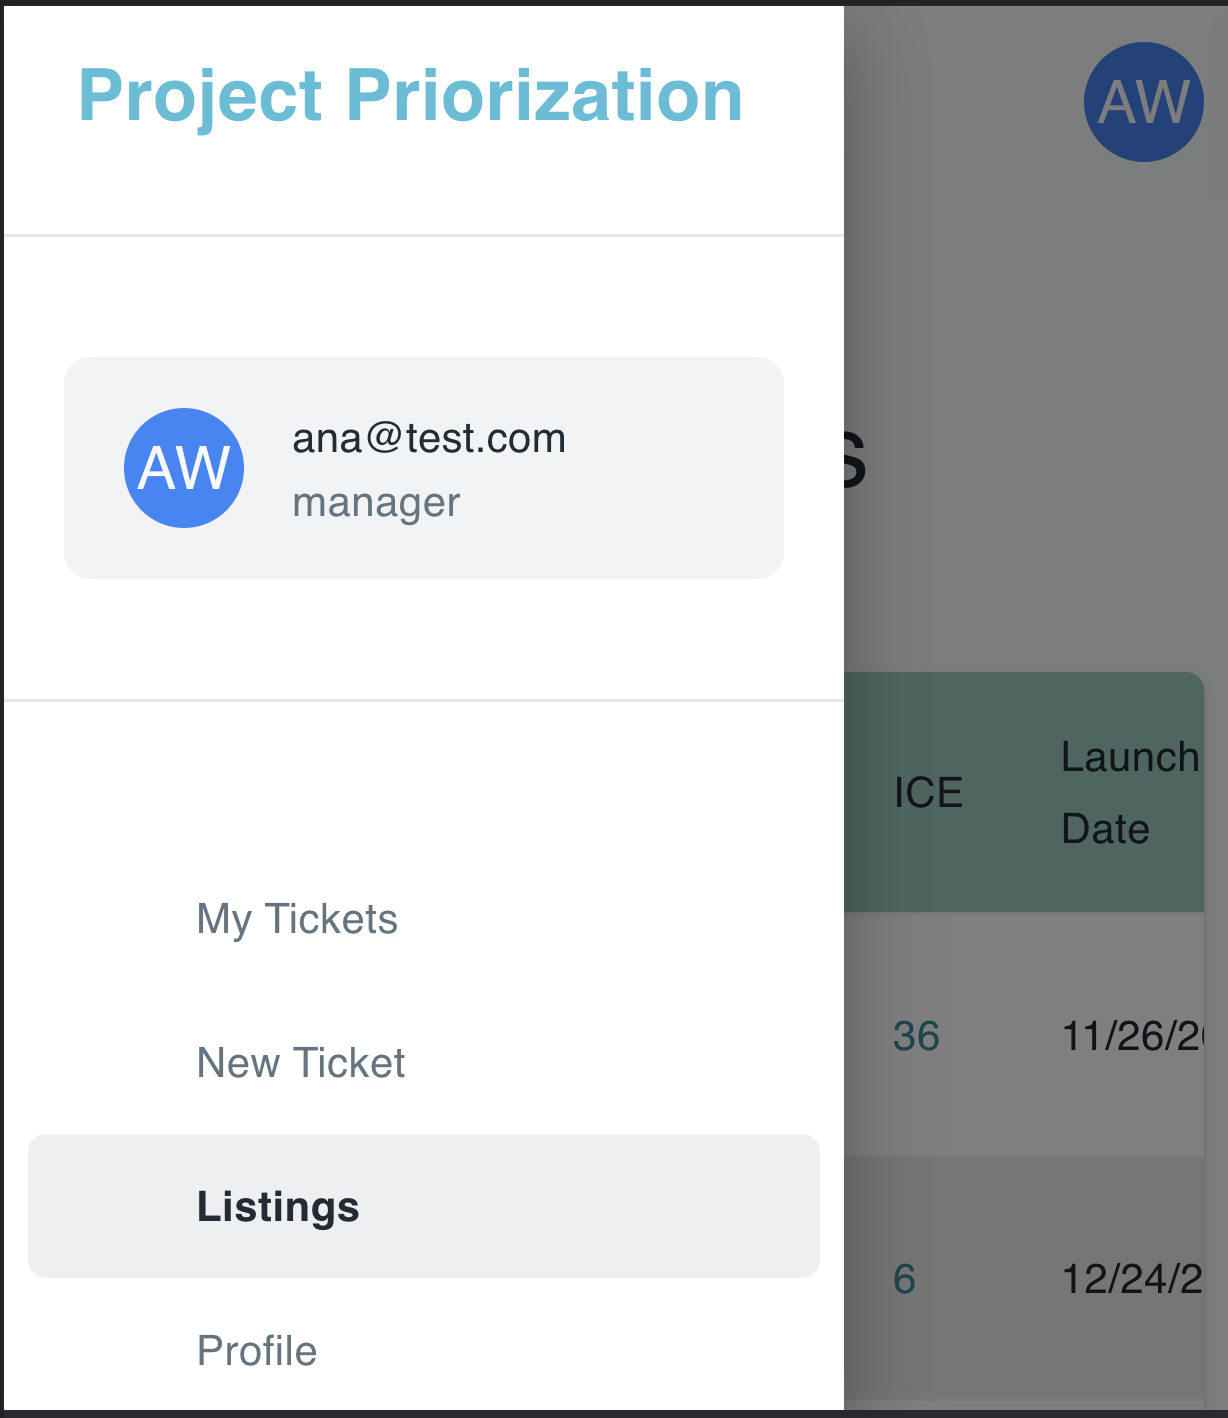 Project Priorization
AW
ana@test.com
manager
My Tickets
New Ticket
Listings
Profile
AW
s
ICE
Launch
Date
36
11/26/2
6
12/24/2